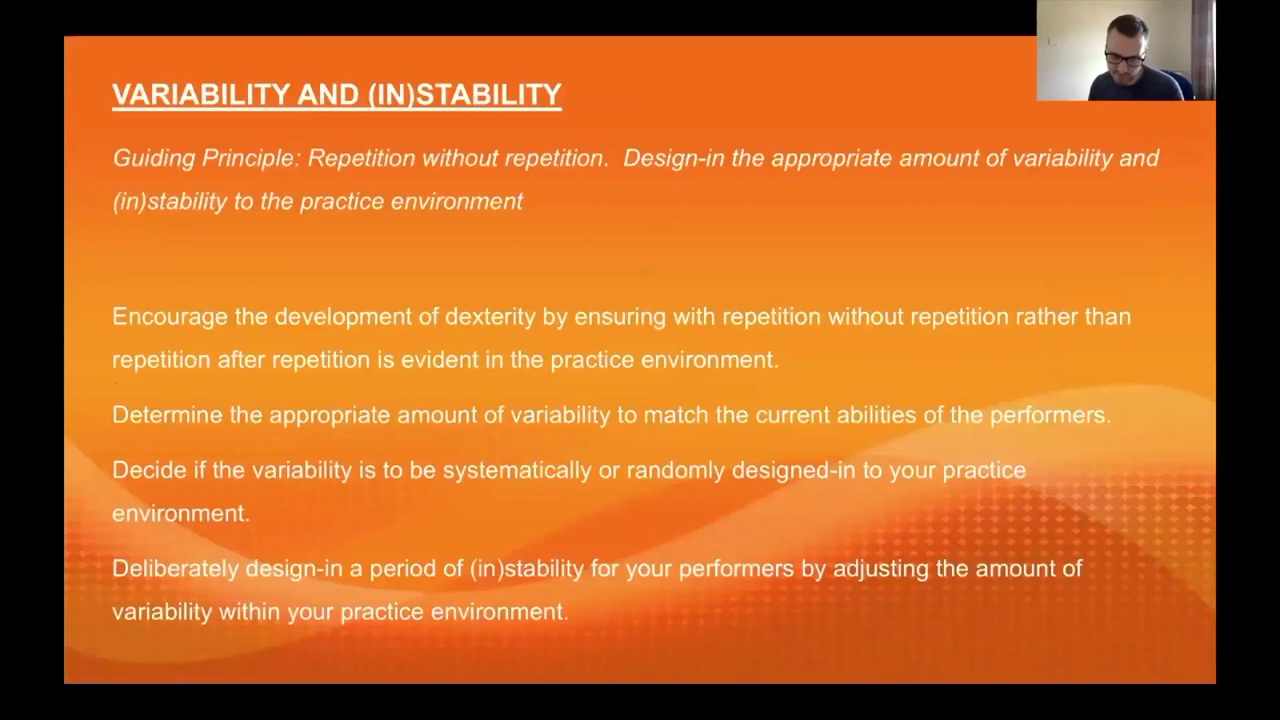 VARIABILITY AND (IN)STABILITY
Guiding Principle: Repetition without repetition. Design-in the appropriate amount of variability and
(in)stability to the practice environment
Encourage the development of dexterity by ensuring with repetition without repetition rather than
repetition after repetition is evident in the practice environment.
Determine the appropriate amount of variability to match the current abilities of the performers.
Decide if the variability is to be systematically or randomly designed-in to your practice
environment.
Deliberately design-in a period of (in)stability for your performers by adjusting the amount of
variability within your practice environment.